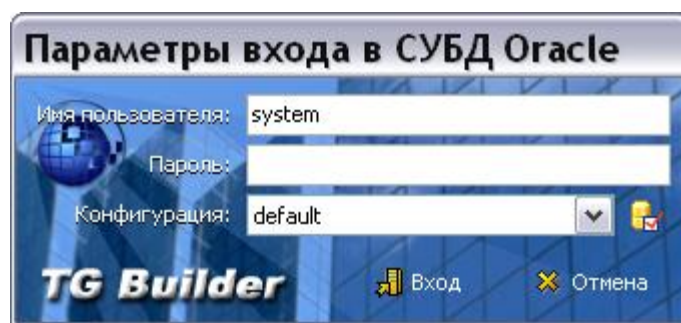 Параметры входа в СУБД Oracle
Имя пользователя: system
Пароль:
Конфигурация: default
TG Builder Вход Отмена